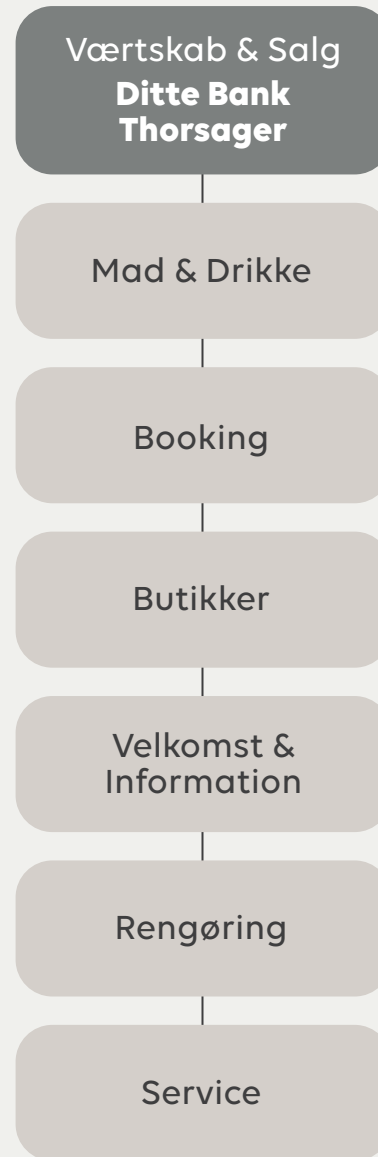 Værtskab & Salg
Ditte Bank
Thorsager
Mad & Drikke
Booking
Butikker
Velkomst &
Information
Rengøring
Service